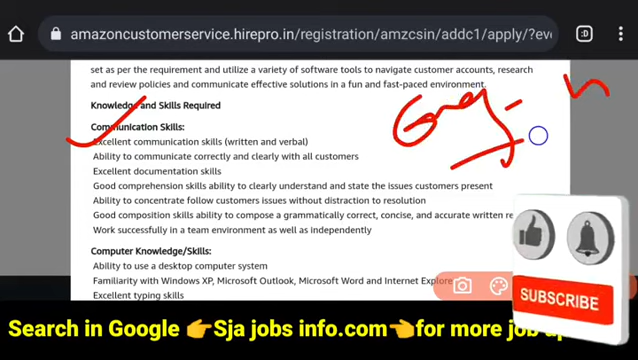 amazoncustomerservice.hirepro.in/registration/amzcsin/addc1/apply/?eve
:D
set as per the requirement and utilize a variety of software tools to navigate customer accounts, research
and review policies and communicate effective solutions in a fun and fast-paced environment.
Knowledge and Skills Required
Communication Skills:
Excellent communication skills (written and verbal)
Ability to communicate correctly and clearly with all customers
Excellent documentation skills
Good comprehension skills ability to clearly understand and state the issues customers present
Ability to concentrate follow customers issues without distraction to resolution
Good composition skills ability to compose a grammatically correct, concise, and accurate written re
Work successfully in a team environment as well as independently
Computer Knowledge/Skills:
Ability to use a desktop computer system
Familiarity with Windows XP, Microsoft Outlook, Microsoft Word and Internet Explore
Excellent typing skills
SUBSCRIBE
Search in Google 👉Sja jobs info.com👈for more job